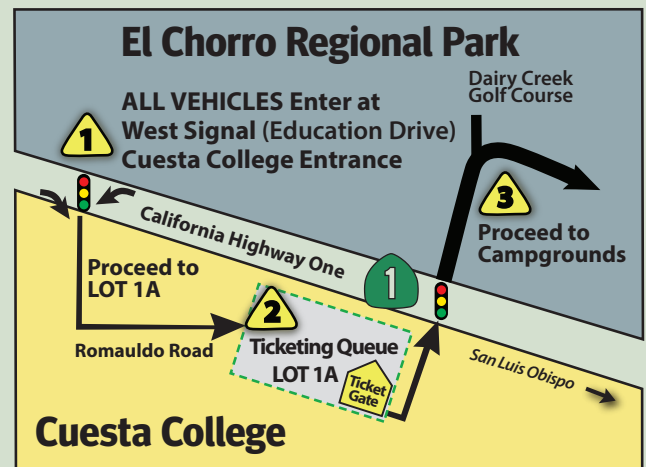 El Chorro Regional Park
Dairy Creek
Golf Course
1
ALL VEHICLES Enter at
West Signal (Education Drive)
Cuesta College Entrance
3
Proceed to
Campgrounds
California Highway One
1
Proceed to
LOT 1A
2
Romauldo Road
Ticketing Queue
LOT 1A
Ticket
Gate
San Luis Obispo
Cuesta College